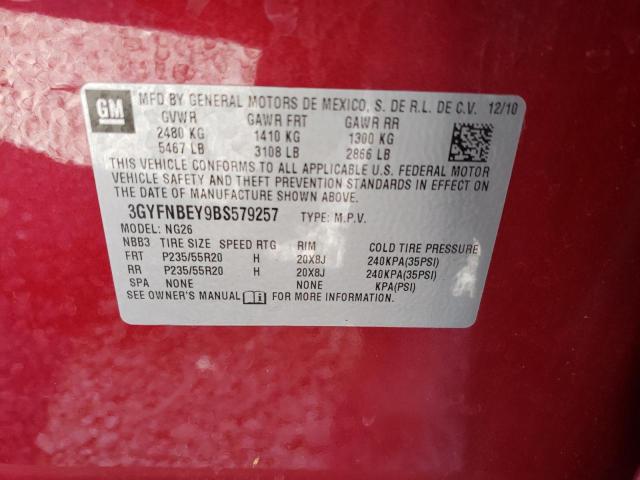 GM
MFD BY GENERAL MOTORS DE MEXICO, S. DE R.L. DE C.V. 12/10
GVWR GAWR FRT GAWR RR
2480 KG 1410 KG 1300 KG
5467 LB 3108 LB 2866 LB
THIS VEHICLE CONFORMS TO ALL APPLICABLE U.S. FEDERAL MOTOR
VEHICLE SAFETY AND THEFT PREVENTION STANDARDS IN EFFECT ON
THE DATE OF MANUFACTURE SHOWN ABOVE.
3GYFNBEY9BS579257 TYPE: M.P.V.
MODEL: NG26
NBB3 TIRE SIZE SPEED RTG RIM COLD TIRE PRESSURE
FRT P235/55R20 H 20X8J 240KPA(35PSI)
RR P235/55R20 H 20X8J 240KPA(35PSI)
SPA NONE NONE KPA(PSI)
SEE OWNER'S MANUAL FOR MORE INFORMATION.